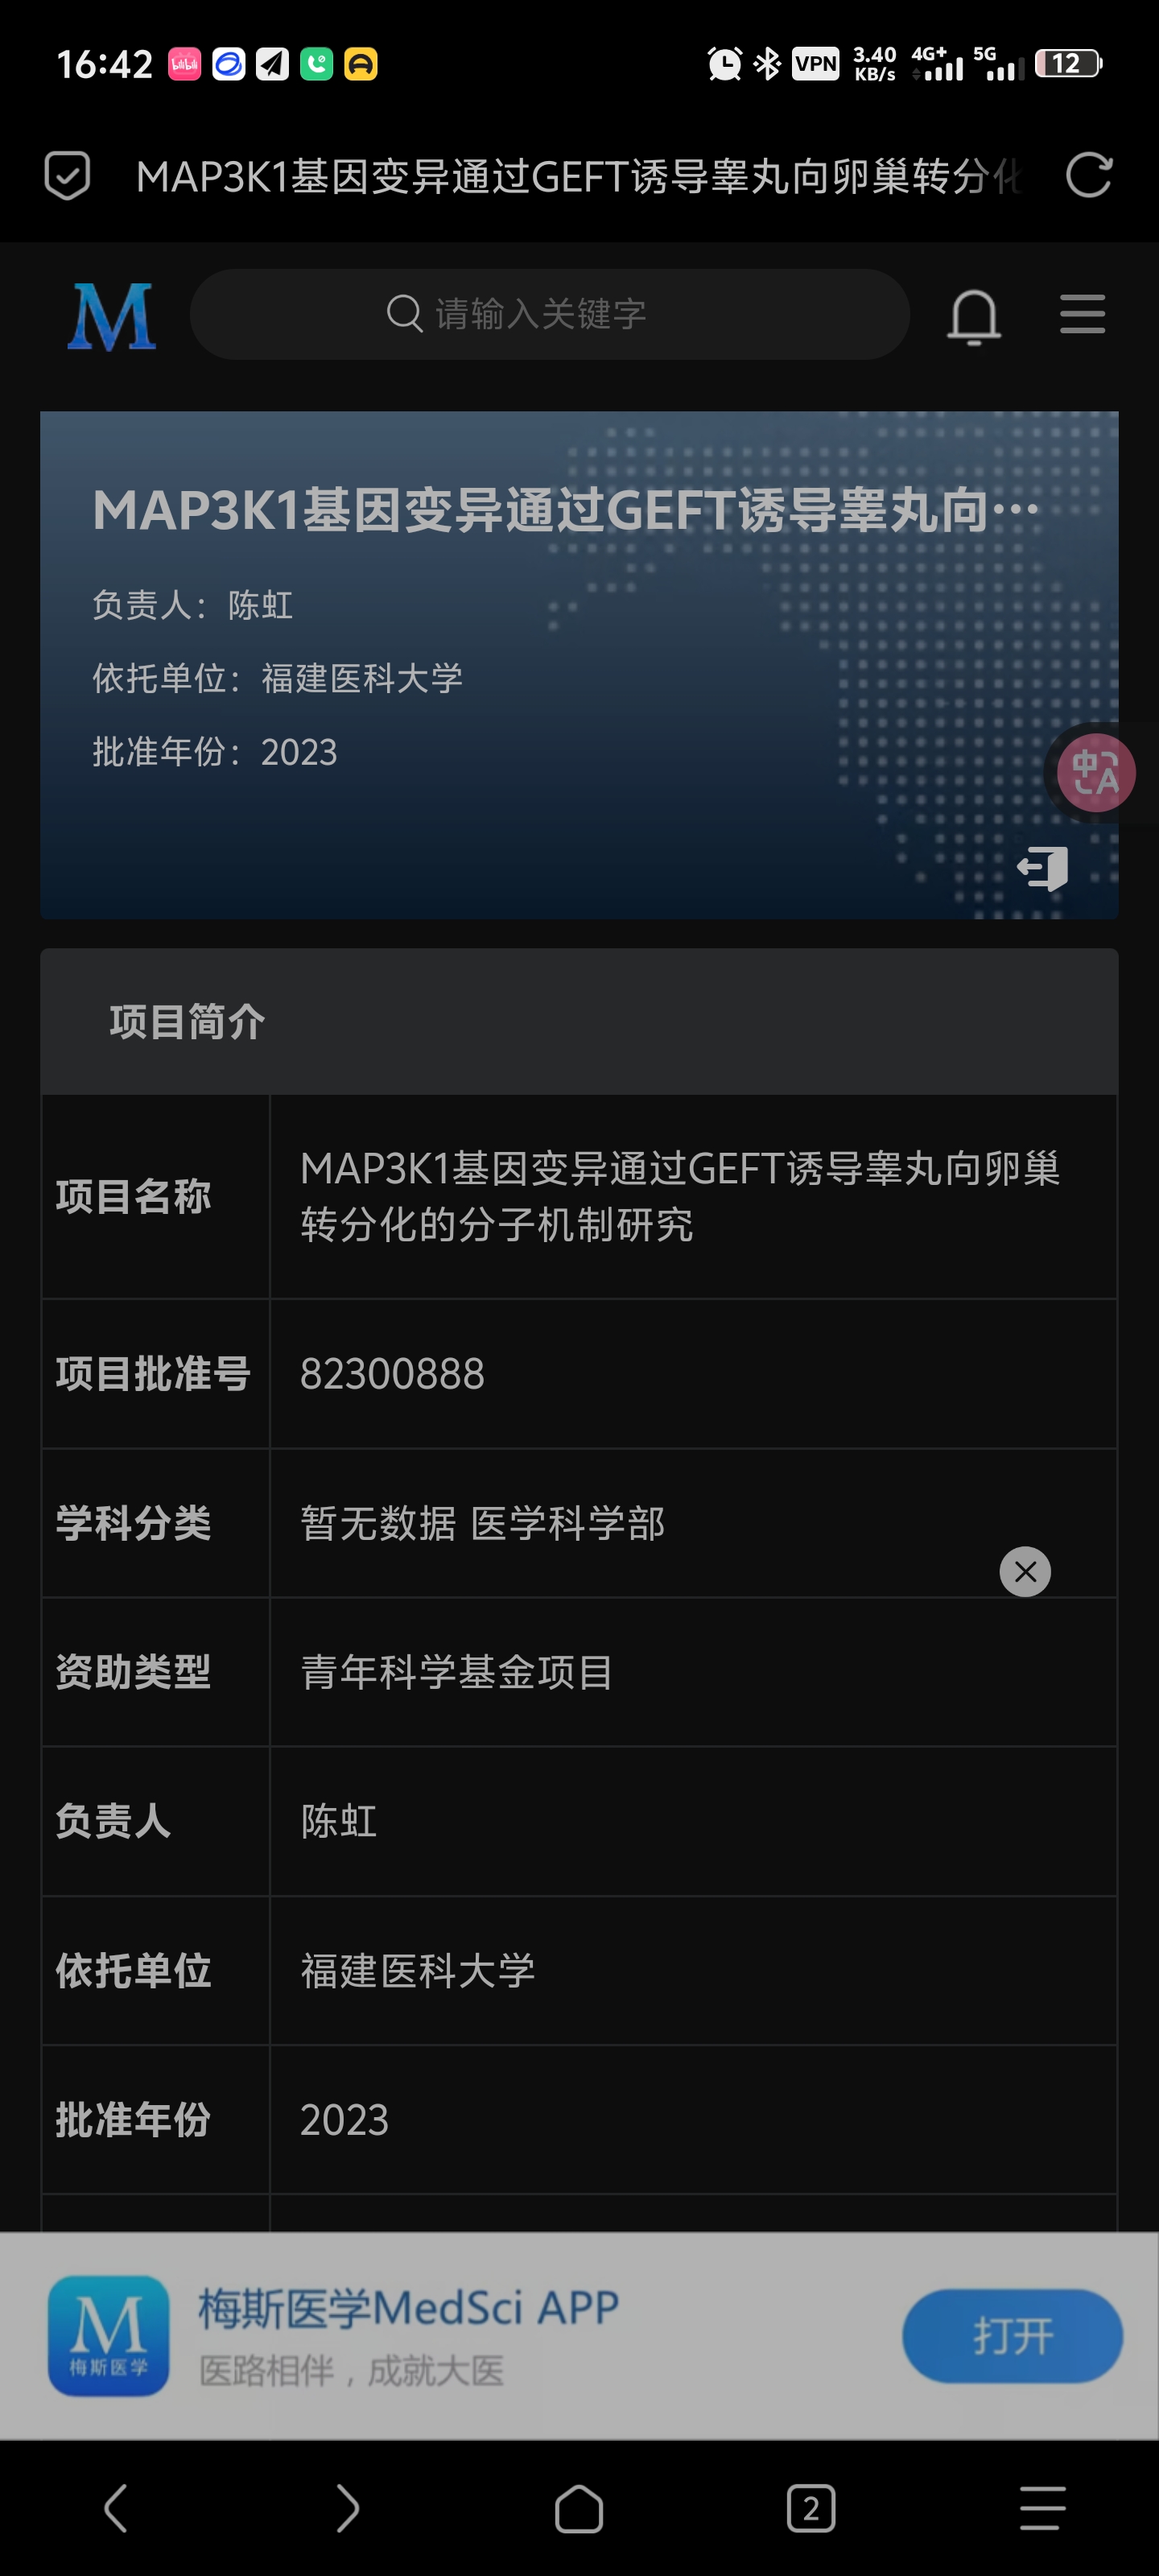 16:42
bilibili
VPN
3.40
KB/s
4G+
5G
12
MAP3K1基因变异通过GEFT诱导睾丸向卵巢转分化
M
请输入关键字
MAP3K1基因变异通过GEFT诱导睾丸向…
负责人：陈虹
依托单位：福建医科大学
批准年份：2023
中A
项目简介
项目名称
MAP3K1基因变异通过GEFT诱导睾丸向卵巢
转分化的分子机制研究
项目批准号
82300888
学科分类
暂无数据 医学科学部
资助类型
青年科学基金项目
负责人
陈虹
依托单位
福建医科大学
批准年份
2023
M
梅斯医学
梅斯医学MedSci APP
医路相伴，成就大医
打开
2